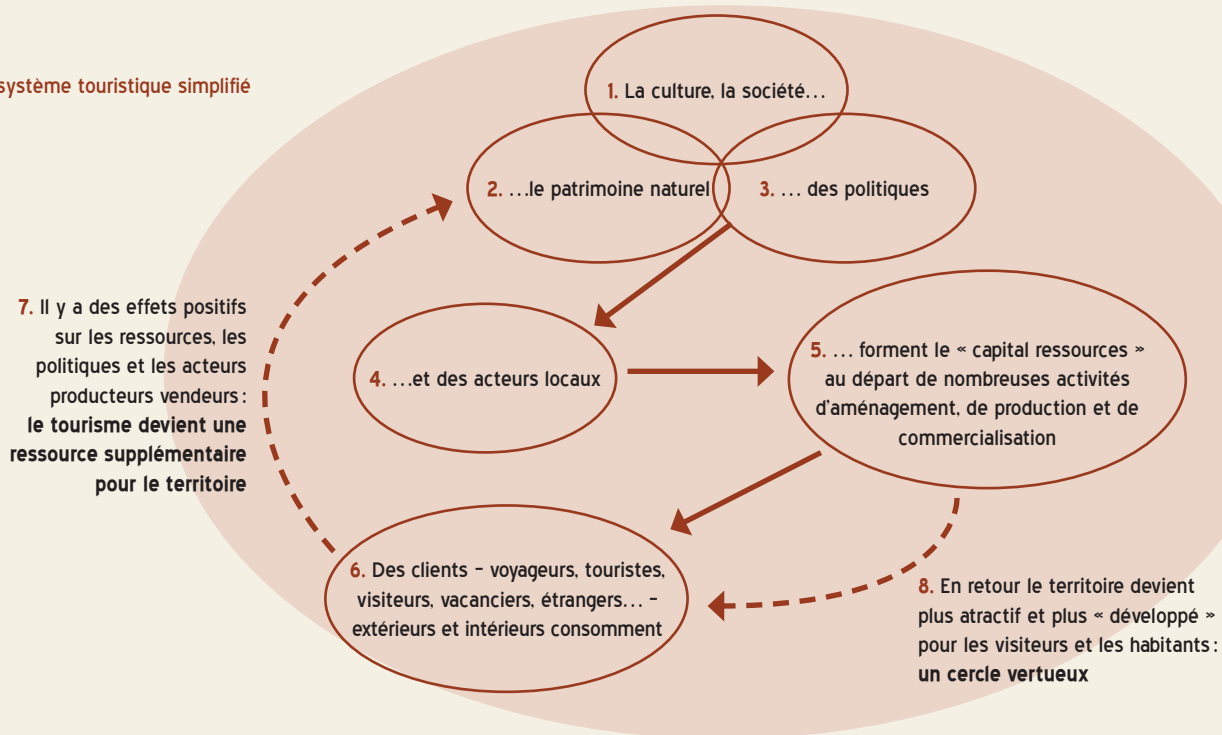 système touristique simplifié
1. La culture, la société…
2. …le patrimoine naturel
3. … des politiques
4. …et des acteurs locaux
5. … forment le « capital ressources »
au départ de nombreuses activités
d'aménagement, de production et de
commercialisation
6. Des clients – voyageurs, touristes,
visiteurs, vacanciers, étrangers… –
extérieurs et intérieurs consomment
7. Il y a des effets positifs
sur les ressources, les
politiques et les acteurs
producteurs vendeurs :
le tourisme devient une
ressource supplémentaire
pour le territoire
8. En retour le territoire devient
plus atractif et plus « développé »
pour les visiteurs et les habitants :
un cercle vertueux